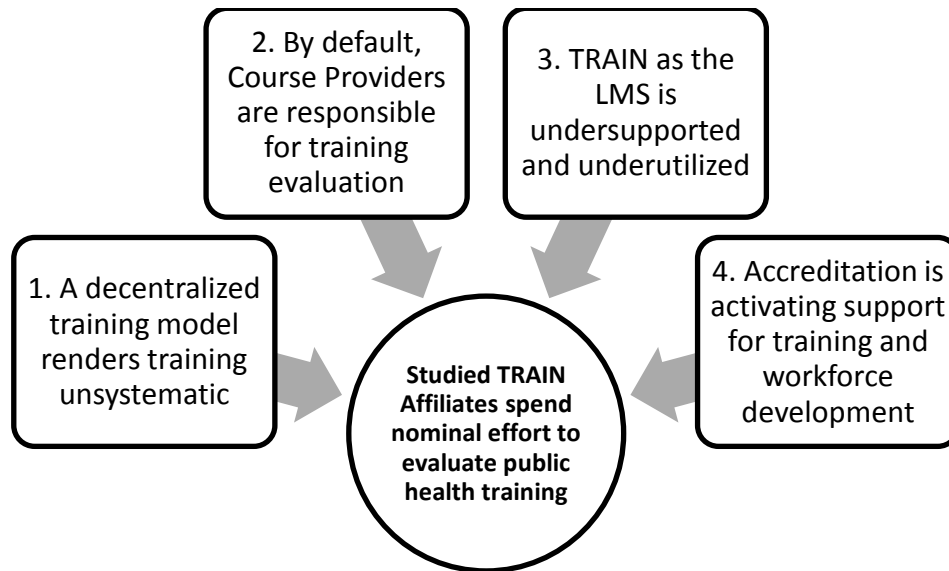 1. A decentralized
training model
renders training
unsystematic
2. By default,
Course Providers
are responsible
for training
evaluation
3. TRAIN as the
LMS is
undersupported
and underutilized
4. Accreditation is
activating support
for training and
workforce
development
Studied TRAIN
Affiliates spend
nominal effort to
evaluate public
health training